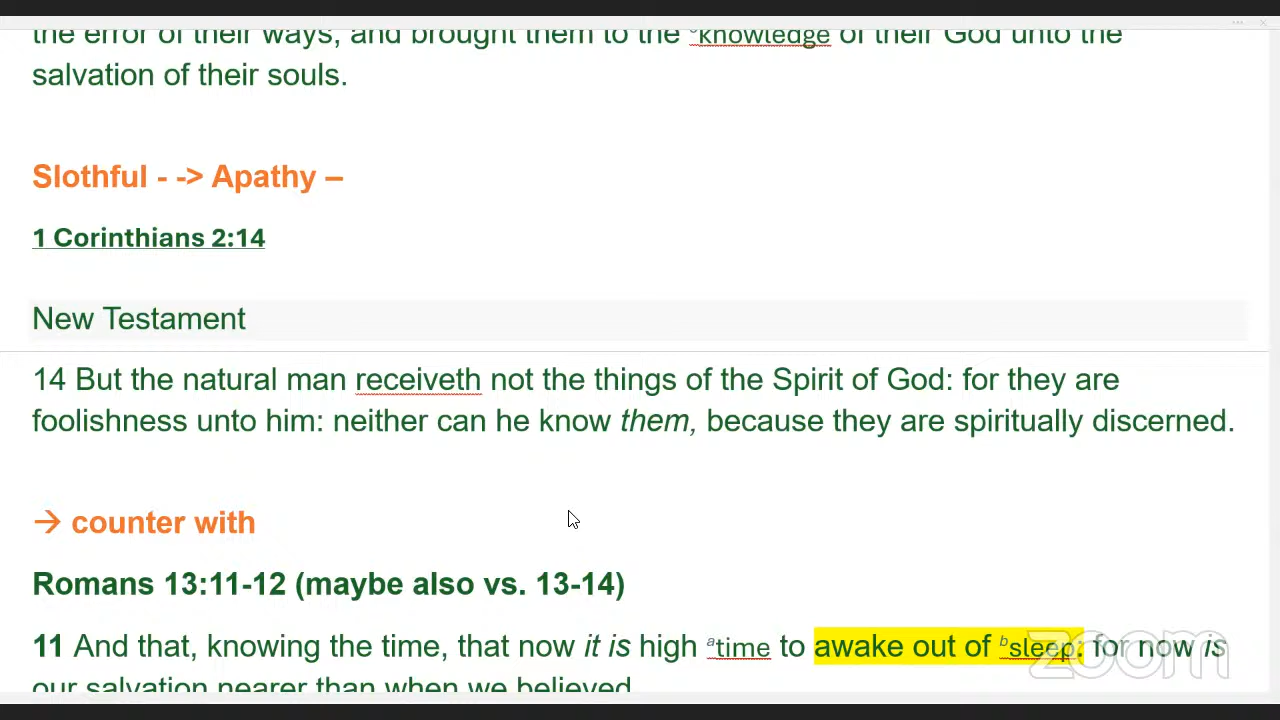 the error of their ways, and brought them to the knowledge of their God unto the
salvation of their souls.
Slothful - -> Apathy –
1 Corinthians 2:14
New Testament
14 But the natural man receiveth not the things of the Spirit of God: for they are
foolishness unto him: neither can he know them, because they are spiritually discerned.
→ counter with
Romans 13:11-12 (maybe also vs. 13-14)
11 And that, knowing the time, that now it is high ᵃtime to awake out of ᵇsleep: for now is
our salvation nearer than when we believed
zoom